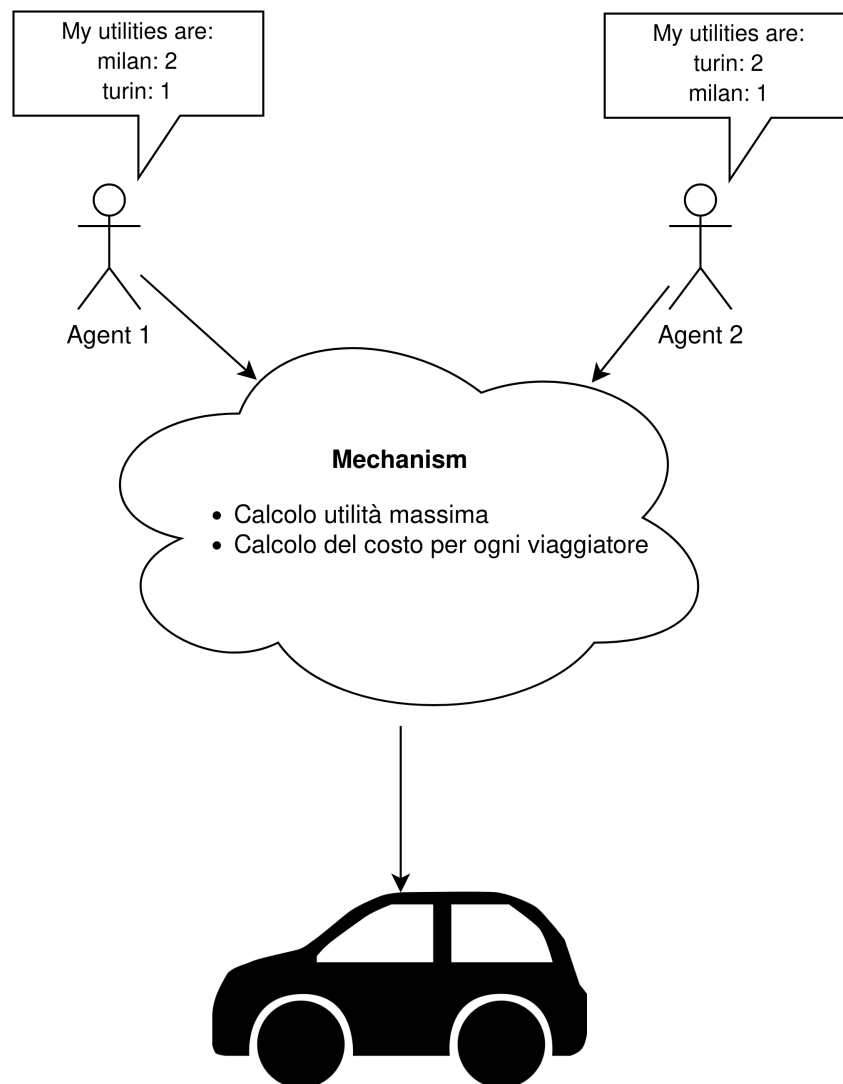 My utilities are:
milan: 2
turin: 1
My utilities are:
turin: 2
milan: 1
Agent 1
Agent 2
Mechanism
• Calcolo utilità massima
• Calcolo del costo per ogni viaggiatore